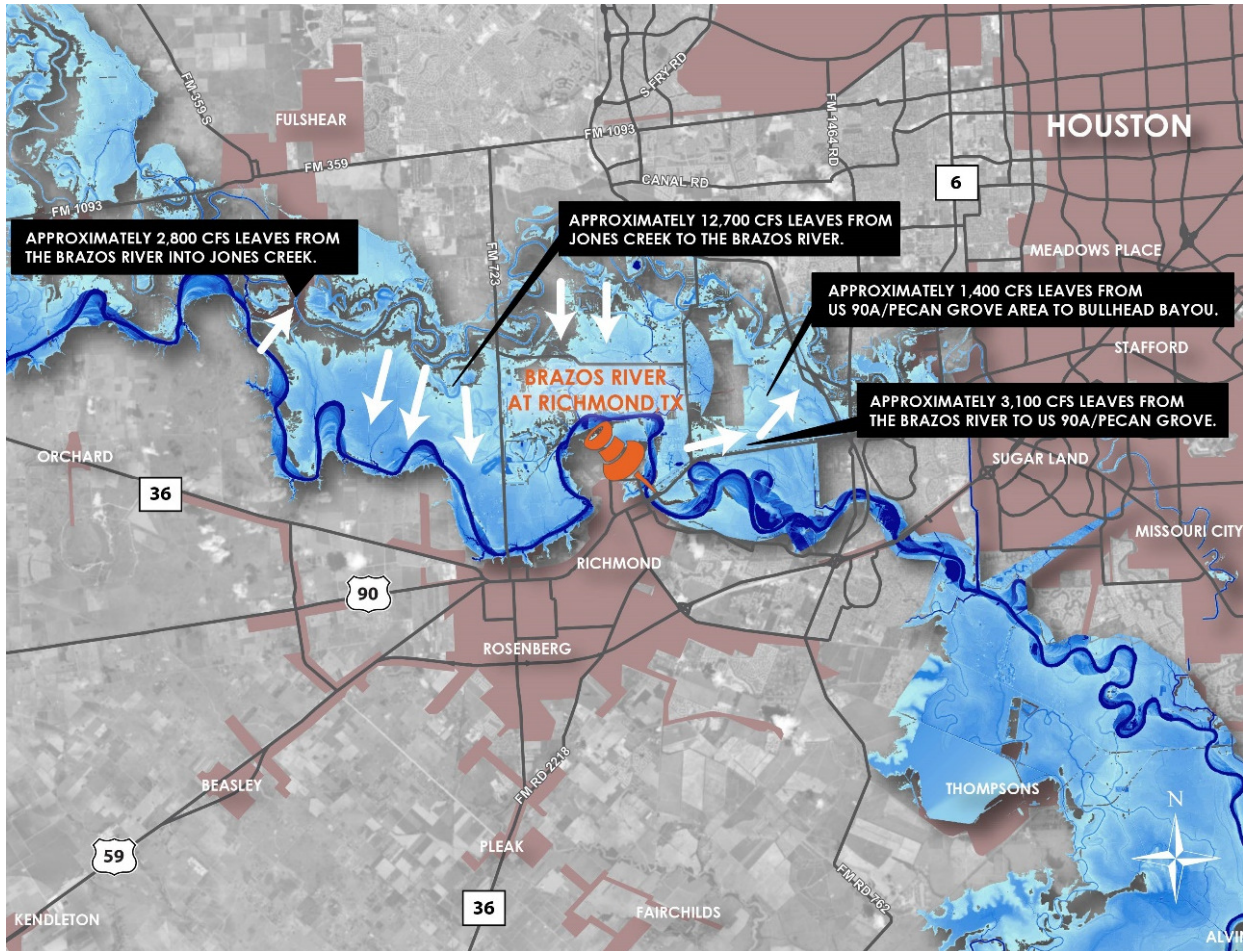 FM 359 S
FULSHEAR
S FRY RD
FM 1093
FM 1464 RD
HOUSTON
FM 359
CANAL RD
6
FM 1093
APPROXIMATELY 2,800 CFS LEAVES FROM
THE BRAZOS RIVER INTO JONES CREEK.
APPROXIMATELY 12,700 CFS LEAVES FROM
JONES CREEK TO THE BRAZOS RIVER.
FM 723
MEADOWS PLACE
APPROXIMATELY 1,400 CFS LEAVES FROM
US 90A/PECAN GROVE AREA TO BULLHEAD BAYOU.
STAFFORD
BRAZOS RIVER
AT RICHMOND TX
APPROXIMATELY 3,100 CFS LEAVES FROM
THE BRAZOS RIVER TO US 90A/PECAN GROVE.
ORCHARD
SUGAR LAND
36
MISSOURI CITY
RICHMOND
90
ROSENBERG
BEASLEY
FM RD 2218
THOMPSONS
N
59
PLEAK
FM RD 762
36
KENDLETON
FAIRCHILDS
ALVIN